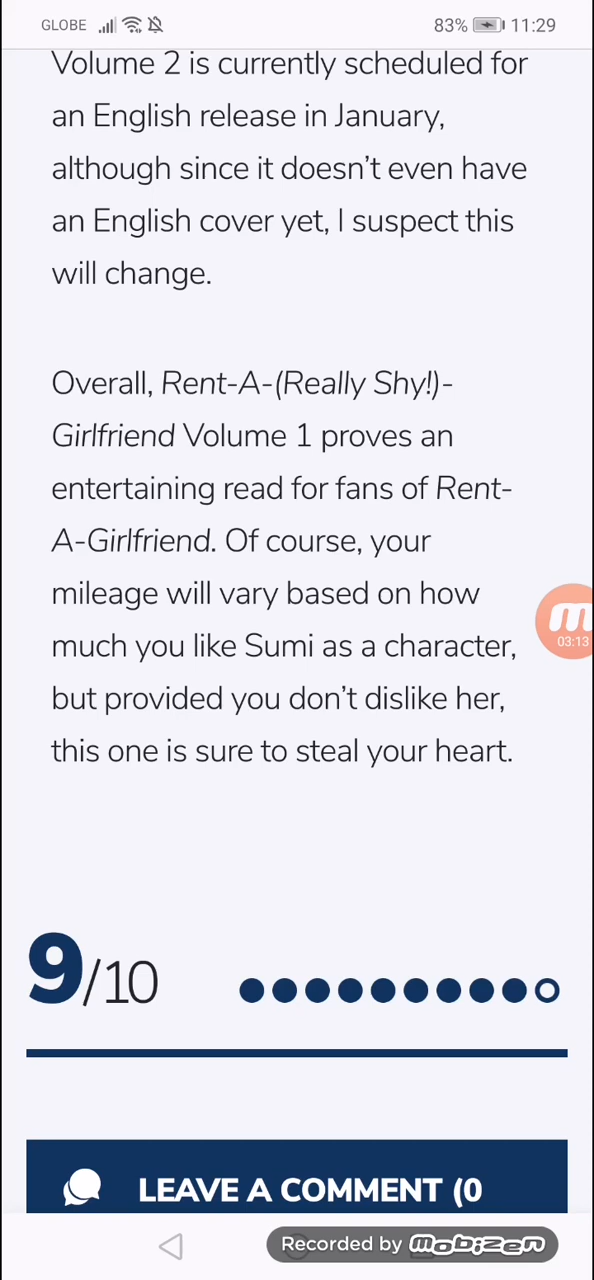 GLOBE 83% 11:29
Volume 2 is currently scheduled for
an English release in January,
although since it doesn't even have
an English cover yet, I suspect this
will change.
Overall, Rent-A-(Really Shy!)-
Girlfriend Volume 1 proves an
entertaining read for fans of Rent-
A-Girlfriend. Of course, your
mileage will vary based on how
much you like Sumi as a character,
but provided you don't dislike her,
this one is sure to steal your heart.
m
03:13
9/10
LEAVE A COMMENT (0
Recorded by mobizen